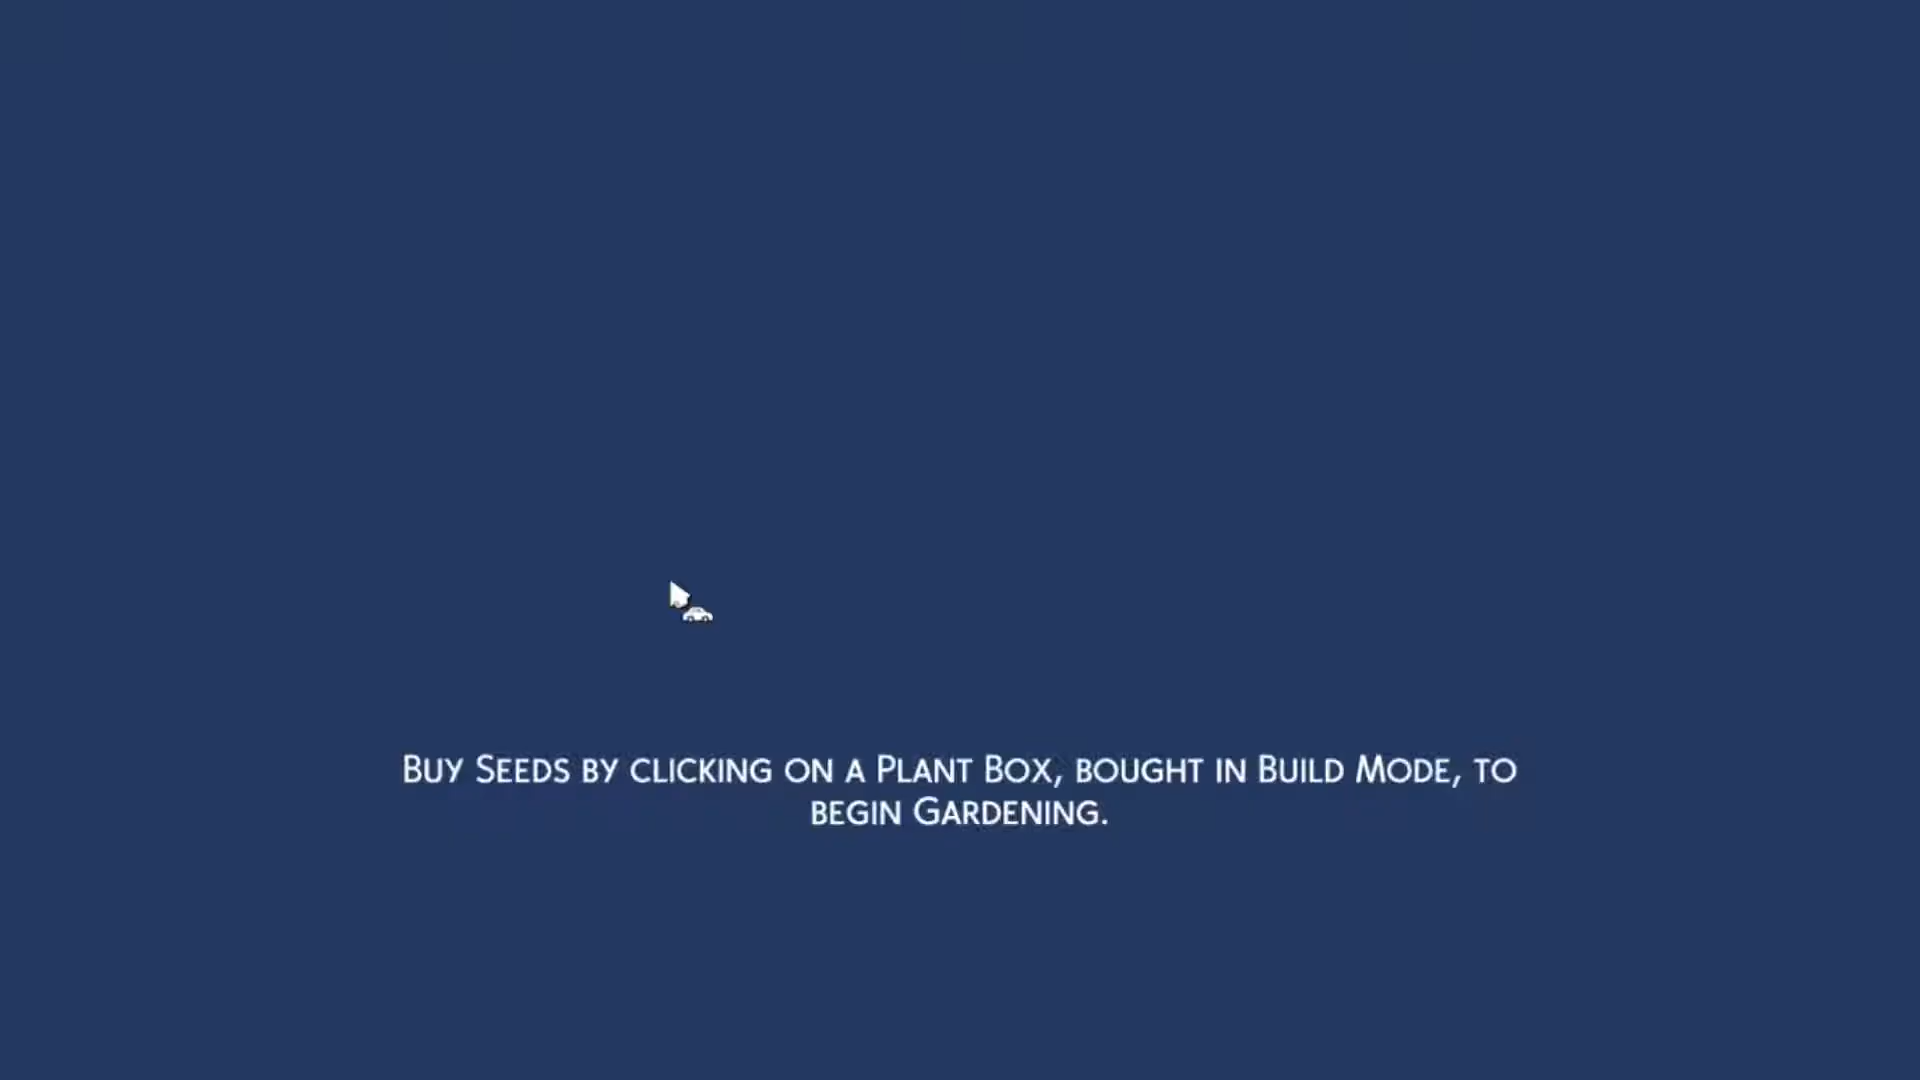 Buy Seeds by clicking on a Plant Box, bought in Build Mode, to
begin Gardening.